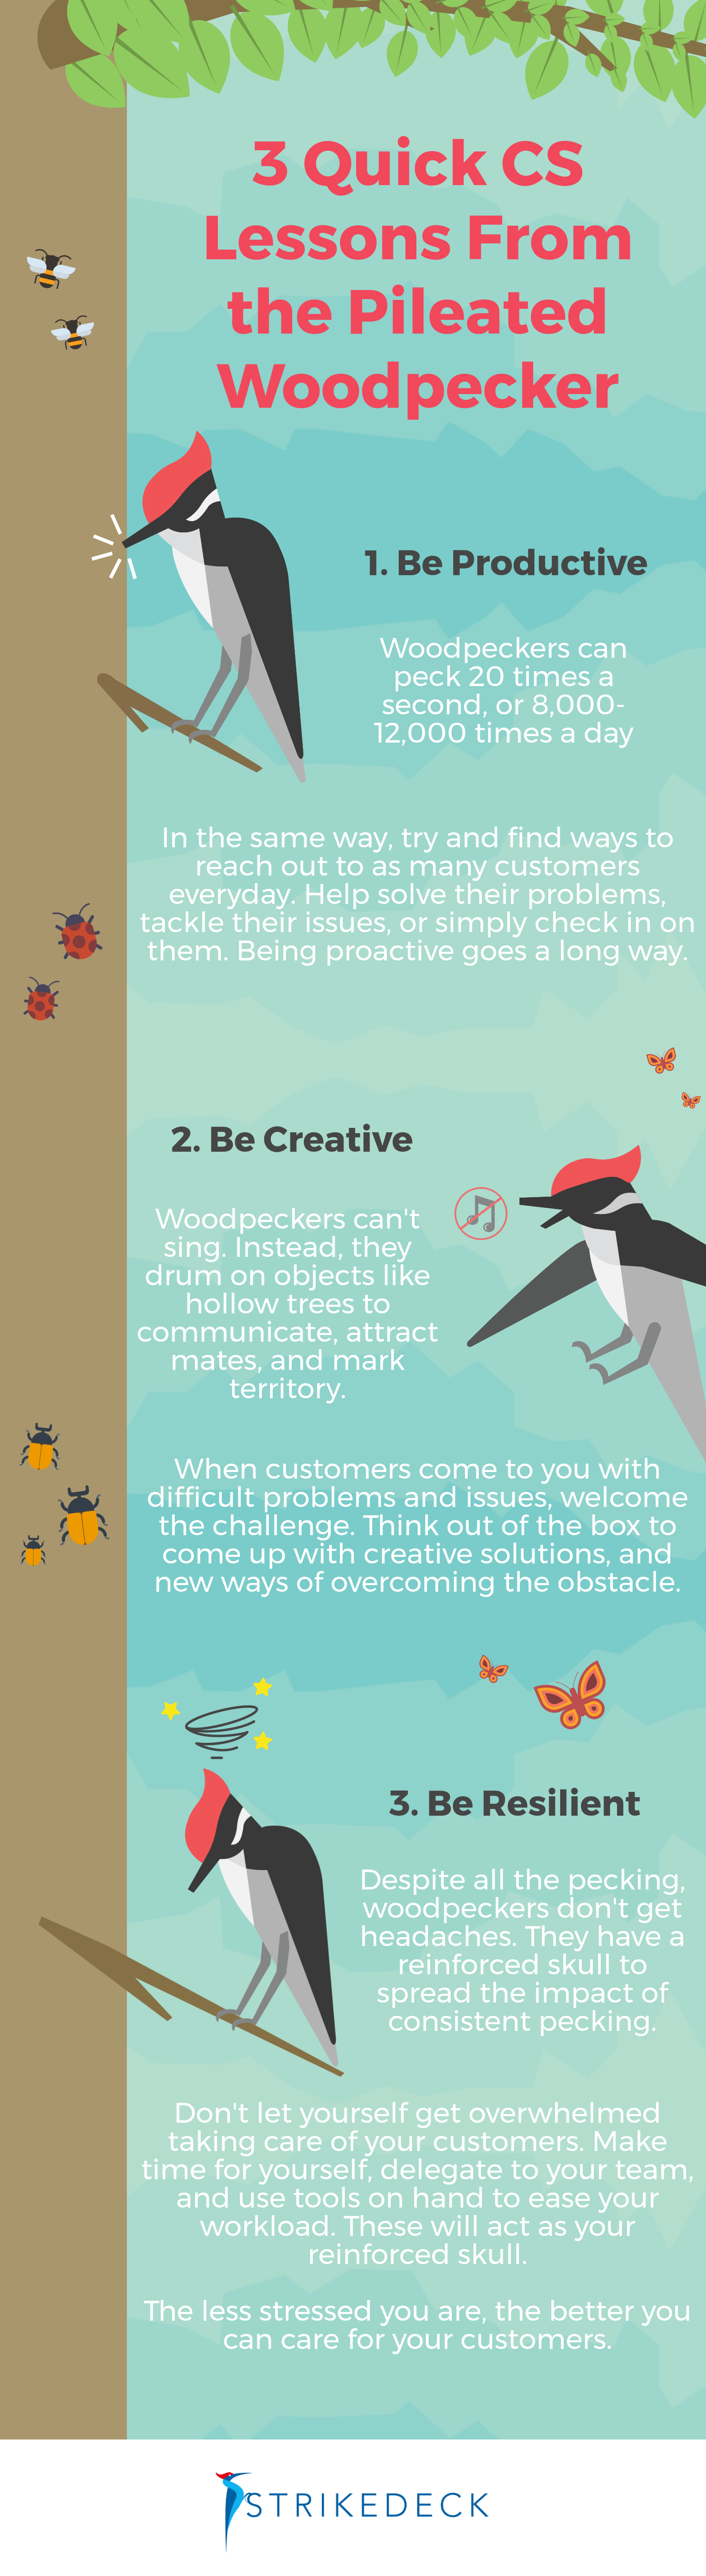 3 Quick CS
Lessons From
the Pileated
Woodpecker
1. Be Productive
Woodpeckers can
peck 20 times a
second, or 8,000-
12,000 times a day
In the same way, try and find ways to
reach out to as many customers
everyday. Help solve their problems,
tackle their issues, or simply check in on
them. Being proactive goes a long way.
2. Be Creative
Woodpeckers can't
sing. Instead, they
drum on objects like
hollow trees to
communicate, attract
mates, and mark
territory.
When customers come to you with
difficult problems and issues, welcome
the challenge. Think out of the box to
come up with creative solutions, and
new ways of overcoming the obstacle.
3. Be Resilient
Despite all the pecking,
woodpeckers don't get
headaches. They have a
reinforced skull to
spread the impact of
consistent pecking.
Don't let yourself get overwhelmed
taking care of your customers. Make
time for yourself, delegate to your team,
and use tools on hand to ease your
workload. These will act as your
reinforced skull.
The less stressed you are, the better you
can care for your customers.
STRIKEDECK